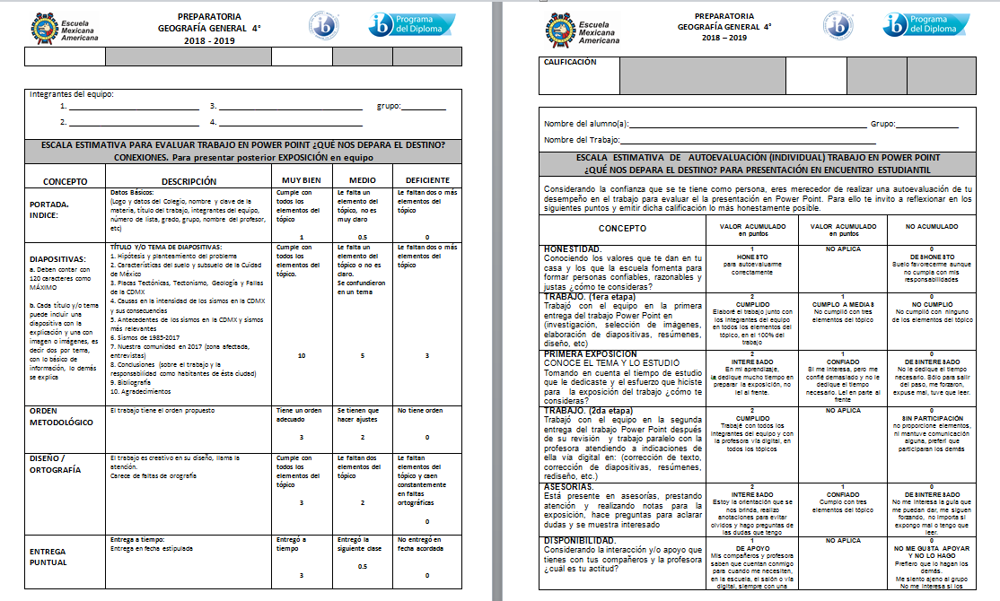 Escuela
Mexicana
Americana
PREPARATORIA
GEOGRAFÍA GENERAL 4°
2018 - 2019
ib
Programa
del Diploma
Integrantes del equipo:
1. 3. grupo:
2. 4.
ESCALA ESTIMATIVA PARA EVALUAR TRABAJO EN POWER POINT ¿QUÉ NOS DEPARA EL DESTINO?
CONEXIONES. Para presentar posterior EXPOSICIÓN en equipo
CONCEPTO DESCRIPCIÓN MUY BIEN MEDIO DEFICIENTE
PORTADA.
INDICE:
Datos Básicos:
(Logo y datos del Colegio, nombre y clave de la
materia, título del trabajo, integrantes del equipo,
número de lista, grado, grupo, nombre del profesor,
etc)
Cumple con
todos los
elementos del
tópico
1
Le falta un
elemento del
tópico, no es
muy claro
0.5
Le faltan dos o más
elementos del
tópico
0
DIAPOSITIVAS:
a. Deben contar con
120 caracteres como
MÁXIMO
b. Cada título y/o tema
puede incluir una
diapositiva con la
explicación y una con
imagen o imágenes, es
decir dos por tema,
con lo básico de
información, lo demás
se explica
TÍTULO Y/O TEMA DE DIAPOSITIVAS:
1. Hipótesis y planteamiento del problema
2. Características del suelo y subsuelo de la Cuidad
de México
3. Placas Tectónicas, Tectonismo, Geología y Fallas
de la CDMX
4. Causas en la intensidad de los sismos en la CDMX
y sus consecuencias
5. Antecedentes de los sismos en la CDMX y sismos
más relevantes
6. Sismos de 1985-2017
7. Nuestra comunidad en 2017 (zona afectada,
entrevistas)
8. Conclusiones (sobre el trabajo y la
responsabilidad como habitantes de ésta ciudad)
9. Bibliografía
10. Agradecimientos
Cumple con
todos los
elementos del
tópico.
10
Le falta un
elemento del
tópico o no es
claro.
Se confundieron
en un tema
5
Le faltan dos o más
elementos del
tópico
3
ORDEN
METODOLÓGICO
El trabajo tiene el orden propuesto
Tiene un orden
adecuado
3
Se tienen que
hacer ajustes
2
No tiene orden
0
DISEÑO /
ORTOGRAFÍA
El trabajo es creativo en su diseño, llama la
atención.
Carece de faltas de orografía
Cumple con
todos los
elementos del
tópico
3
Le faltan dos
elementos del
tópico
2
Le faltan
elementos del
tópico y caen
constantemente
en faltas
ortográficas
0
ENTREGA
PUNTUAL
Entrega a tiempo:
Entrega en fecha estipulada
Entregó a
tiempo
3
Entregó la
siguiente clase
0.5
No entregó en
fecha acordada
0
Escuela
Mexicana
Americana
PREPARATORIA
GEOGRAFÍA GENERAL 4°
2018 – 2019
ib
Programa
del Diploma
CALIFICACIÓN
Nombre del alumno(a): Grupo:
Nombre del Trabajo:
ESCALA ESTIMATIVA DE AUTOEVALUACIÓN (INDIVIDUAL) TRABAJO EN POWER POINT
¿QUÉ NOS DEPARA EL DESTINO? PARA PRESENTACIÓN EN ENCUENTRO ESTUDIANTIL
Considerando la confianza que se te tiene como persona, eres merecedor de realizar una autoevaluación de tu
desempeño en el trabajo para evaluar el la presentación en Power Point. Para ello te invito a reflexionar en los
siguientes puntos y emitir dicha calificación lo más honestamente posible.
CONCEPTO
VALOR ACUMULADO
en puntos
VALOR ACUMULADO
en puntos
NO ACUMULADO
HONESTIDAD.
Conociendo los valores que te dan en tu
casa y los que la escuela fomenta para
formar personas confiables, razonables y
justas ¿cómo te consideras?
1
HONESTO
para autoevaluarme
correctamente
NO APLICA
0
DESHONESTO
Suelo favorecerme aunque
no cumpla con mis
responsabilidades
TRABAJO. (1era etapa)
Trabajó con el equipo en la primera
entrega del trabajo Power Point en
(investigación, selección de imágenes,
elaboración de diapositivas, resúmenes,
diseño, etc)
2
CUMPLIDO
Elaboré el trabajo junto con
los integrantes del equipo
en todos los elementos del
tópico, en el 100% del
trabajo
1
CUMPLO A MEDIAS
No cumplió con tres
elementos del tópico
0
NO CUMPLIÓ
No cumplió con ninguno
de los elementos del tópico
PRIMERA EXPOSICIÓN
CONOCE EL TEMA Y LO ESTUDIÓ
Tomando en cuenta el tiempo de estudio
que le dedicaste y el esfuerzo que hiciste
para la exposición del trabajo ¿cómo te
consideras?
2
INTERESADO
En mi aprendizaje,
le dedique mucho tiempo en
preparar la exposición, no
leí al frente.
1
CONFIADO
Si me interesa, pero me
confié demasiado y no le
dedique el tiempo
necesario. Leí en parte al
frente
0
DESINTERESADO
No le dedique el tiempo
necesario. Sólo para salir
del paso, me forzaron,
expuse mal, tuve que leer.
TRABAJO. (2da etapa)
Trabajó con el equipo en la segunda
entrega del trabajo Power Point después
de su revisión y trabajo paralelo con la
profesora atendiendo a indicaciones de
ella vía digital en: (corrección de texto,
corrección de diapositivas, resúmenes,
rediseño, etc.)
2
CUMPLIDO
Trabajé con todos los
integrantes del equipo y con
la profesora vía digital, en
todos los tópicos
NO APLICA
0
SIN PARTICIPACIÓN
no proporcione elementos,
ni mantuve comunicación
alguna, preferí que
participaran los demás
ASESORÍAS.
Está presente en asesorías, prestando
atención y realizando notas para la
exposición, hace preguntas para aclarar
dudas y se muestra interesado
2
INTERESADO
Estoy la orientación que se
nos brinda, realizo
anotaciones para evitar
olvidos y hago preguntas de
las dudas que tengo
1
CONFIADO
Cumplo con tres
elementos del tópico
0
DESINTERESADO
No me interesa la guía que
me puedan dar, me siguen
forzando, no importa si
expongo mal o tengo que
leer.
DISPONIBILIDAD.
Considerando la interacción y/o apoyo que
tienes con tus compañeros y la profesora
¿cuál es tu actitud?
1
DE APOYO
Mis compañeros y profesora
saben que cuentan conmigo
para cuando me necesiten,
en la escuela, el salón o vía
digital, siempre con una
NO APLICA
0
NO ME GUSTA APOYAR
Y NO LO HAGO
Prefiero que lo hagan los
demás.
Me siento ajeno al grupo
No me interesa si los